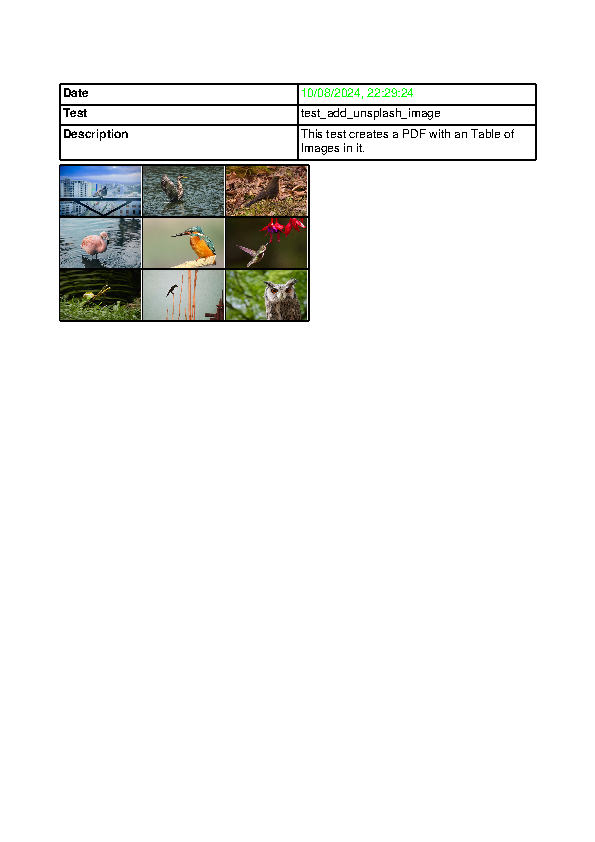 Date
10/08/2024, 22:29:24
Test
test_add_unsplash_image
Description
This test creates a PDF with an Table of
Images in it.